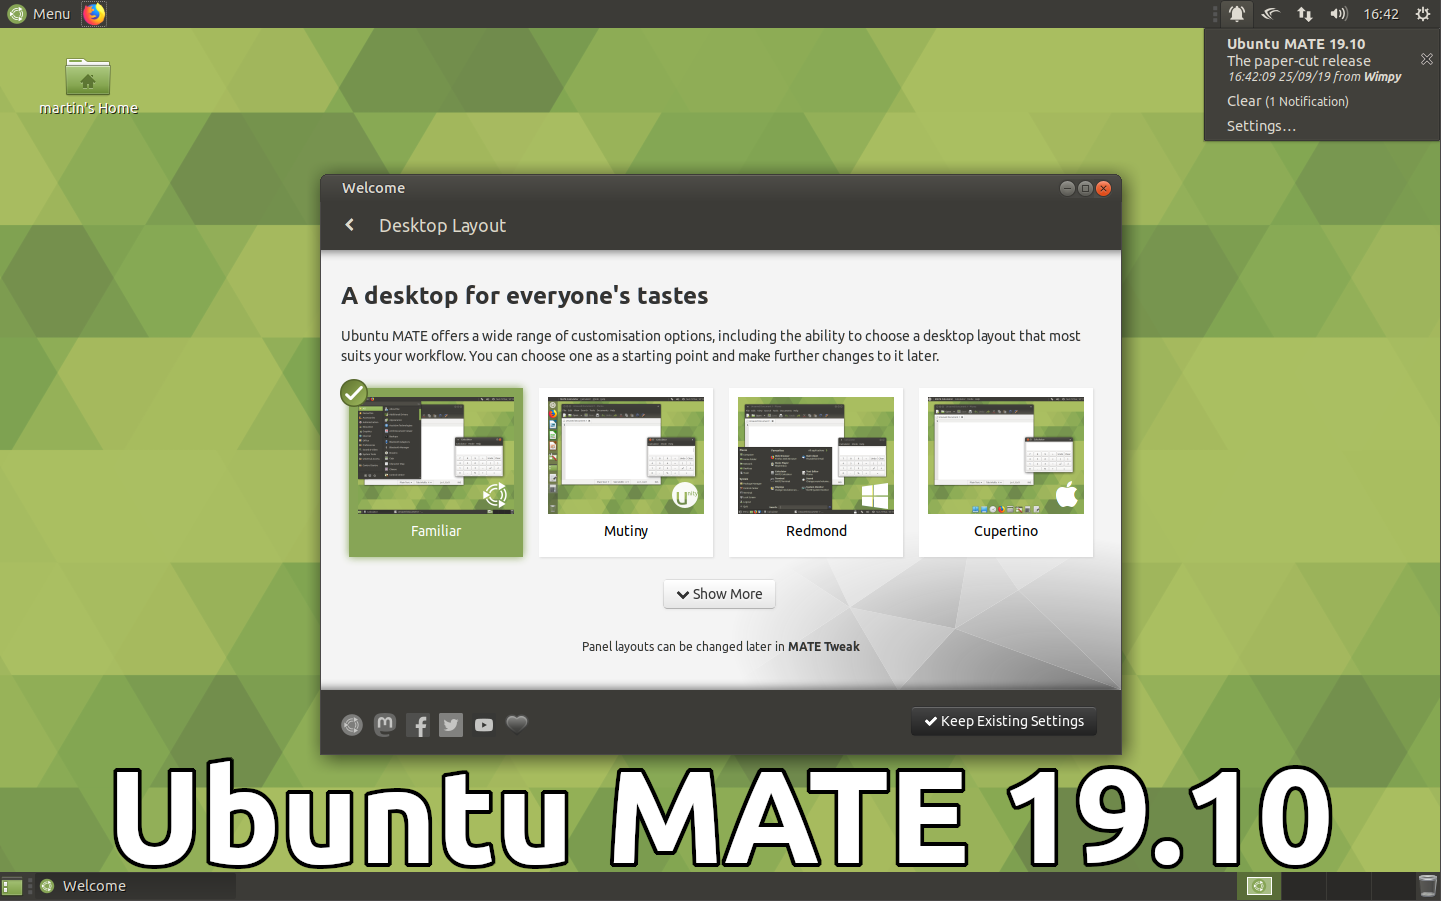 Menu
16:42
martin's Home
Ubuntu MATE 19.10
The paper-cut release
16:42:09 25/09/19 from Wimpy
Clear (1 Notification)
Settings…
Welcome
Desktop Layout
A desktop for everyone's tastes
Ubuntu MATE offers a wide range of customisation options, including the ability to choose a desktop layout that most
suits your workflow. You can choose one as a starting point and make further changes to it later.
Familiar
Mutiny
Redmond
Cupertino
Show More
Panel layouts can be changed later in MATE Tweak
Keep Existing Settings
Ubuntu MATE 19.10
Welcome